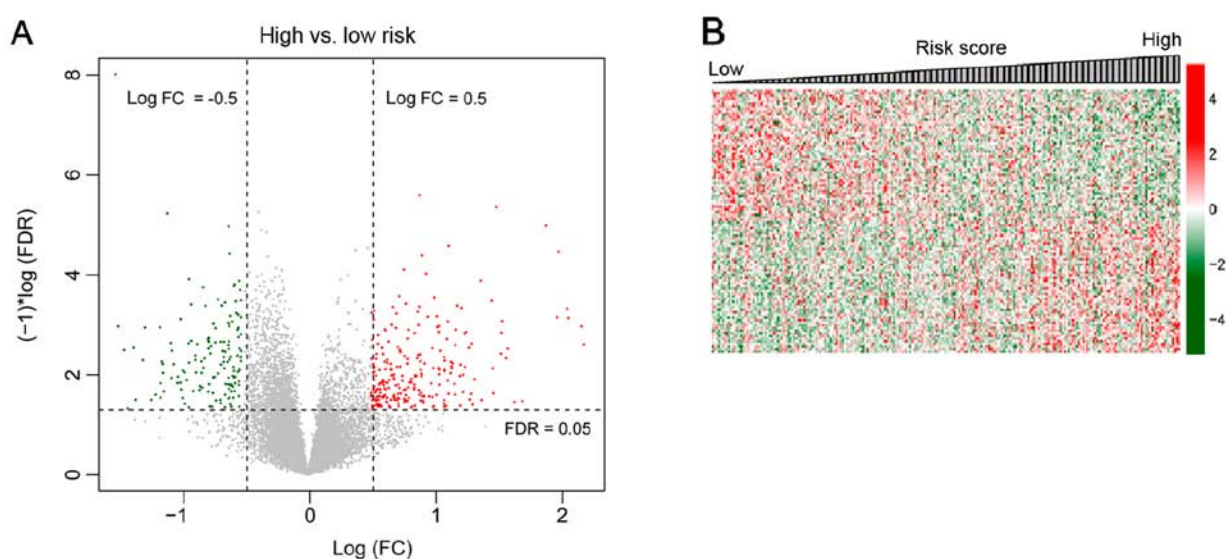 A
High vs. low risk
8
6
4
2
0
(−1)*log (FDR)
Log FC = -0.5
Log FC = 0.5
FDR = 0.05
−1
0
1
2
Log (FC)
B
Risk score
Low
High
4
2
0
−2
−4